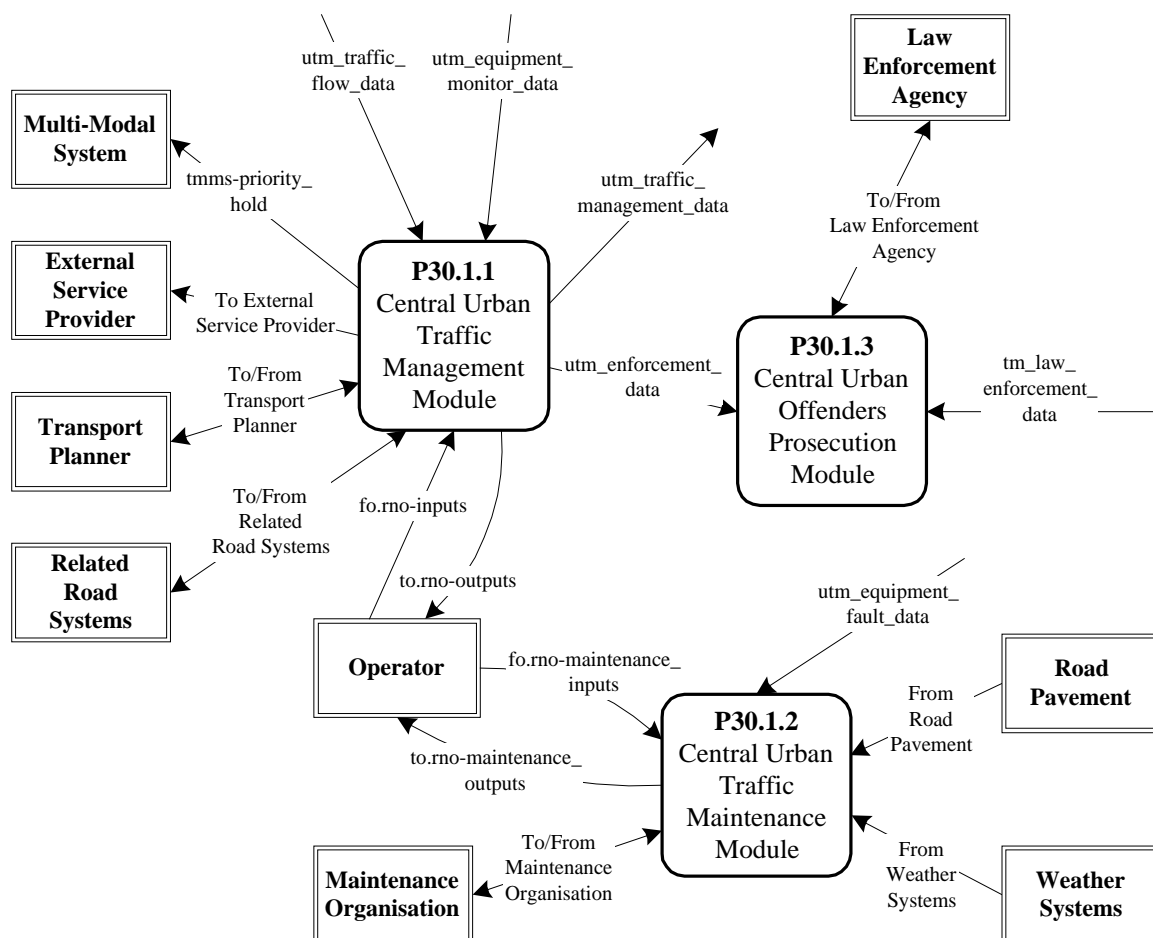 utm_traffic_
flow_data
utm_equipment_
monitor_data
Law
Enforcement
Agency
Multi-Modal
System
tmms-priority_
hold
utm_traffic_
management_data
To/From
Law Enforcement
Agency
External
Service
Provider
To External
Service Provider
P30.1.1
Central Urban
Traffic
Management
Module
utm_enforcement_
data
P30.1.3
Central Urban
Offenders
Prosecution
Module
tm_law_
enforcement_
data
To/From
Transport
Planner
Transport
Planner
To/From
Related
Road Systems
fo.rno-inputs
Related
Road
Systems
to.rno-outputs
utm_equipment_
fault_data
Operator
fo.rno-maintenance_
inputs
Road
Pavement
From
Road
Pavement
P30.1.2
Central Urban
Traffic
Maintenance
Module
to.rno-maintenance_
outputs
To/From
Maintenance
Organisation
Maintenance
Organisation
From
Weather
Systems
Weather
Systems